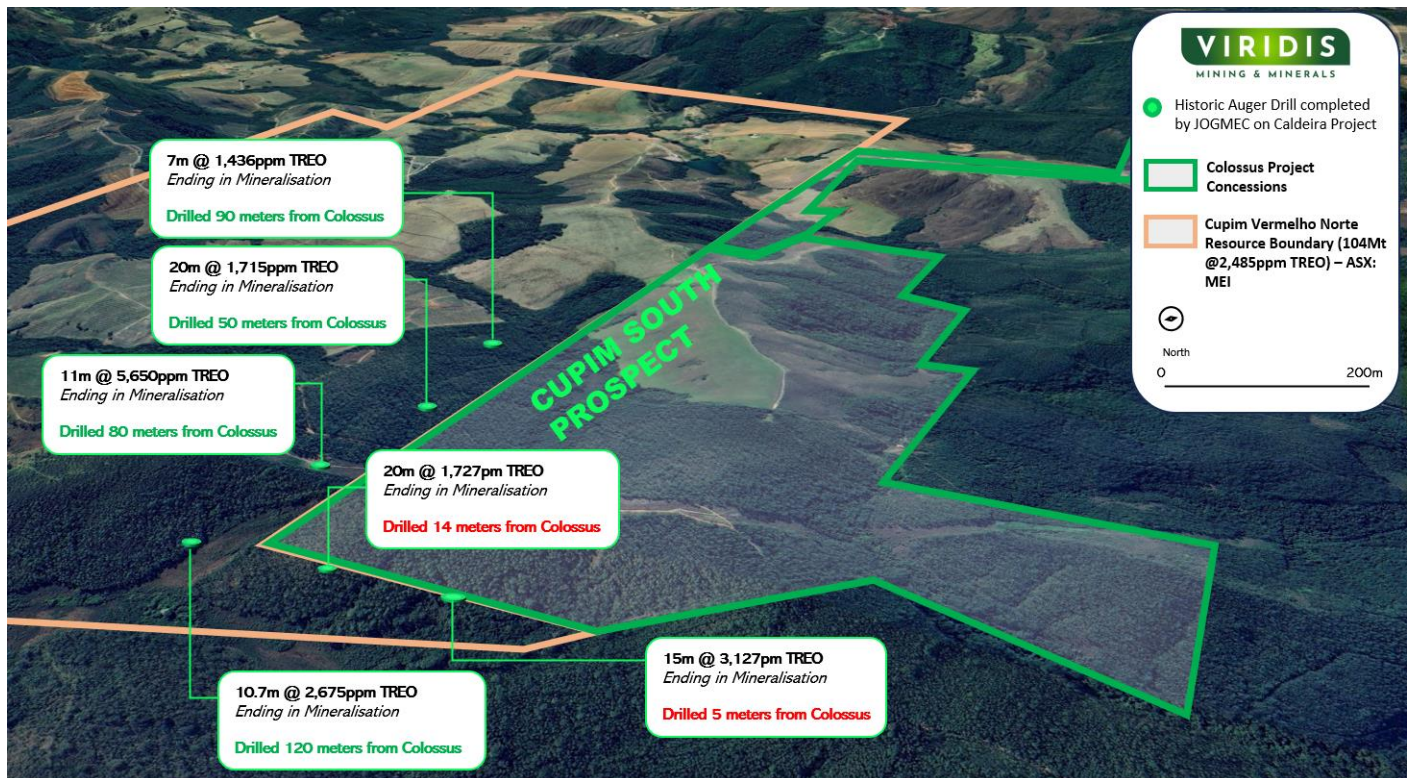 VIRIDIS
MINING & MINERALS
Historic Auger Drill completed
by JOGMEC on Caldeira Project
Colossus Project
Concessions
Cupim Vermelho Norte
Resource Boundary (104Mt
@2,485ppm TREO) – ASX:
MEI
North
0 200m
7m @ 1,436ppm TREO
Ending in Mineralisation
Drilled 90 meters from Colossus
20m @ 1,715ppm TREO
Ending in Mineralisation
Drilled 50 meters from Colossus
11m @ 5,650ppm TREO
Ending in Mineralisation
Drilled 80 meters from Colossus
CUPIM SOUTH
PROSPECT
20m @ 1,727pm TREO
Ending in Mineralisation
Drilled 14 meters from Colossus
15m @ 3,127pm TREO
Ending in Mineralisation
Drilled 5 meters from Colossus
10.7m @ 2,675ppm TREO
Ending in Mineralisation
Drilled 120 meters from Colossus